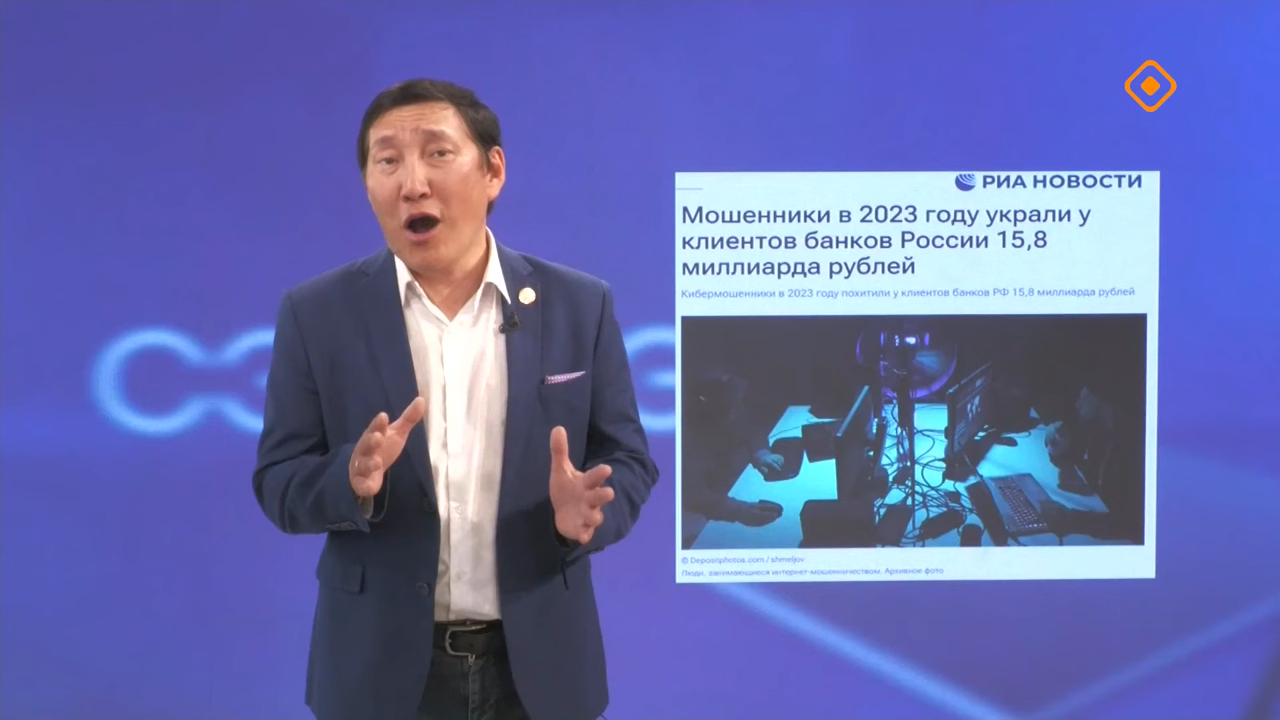 РИА НОВОСТИ
Мошенники в 2023 году украли у
клиентов банков России 15,8
миллиарда рублей
Кибермошенники в 2023 году похитили у клиентов банков РФ 15,8 миллиарда рублей
© Depositphotos.com / shmeljov
Люди, занимающиеся интернет-мошенничеством. Архивное фото